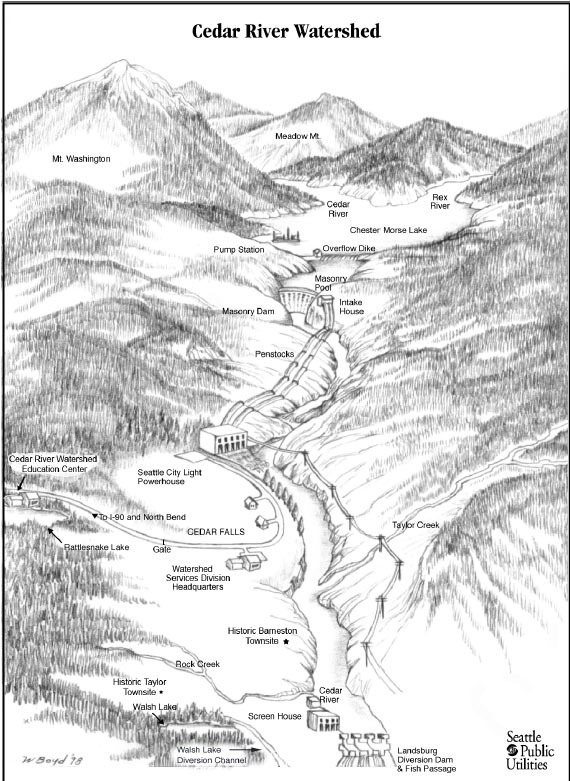 Cedar River Watershed
Mt. Washington
Meadow Mt.
Cedar
River
Rex
River
Chester Morse Lake
Pump Station
Overflow Dike
Masonry
Pool
Masonry Dam
Intake
House
Penstocks
Cedar River Watershed
Education Center
Seattle City Light
Powerhouse
To I-90 and North Bend
CEDAR FALLS
Taylor Creek
Rattlesnake Lake
Gate
Watershed
Services Division
Headquarters
Historic Barneston
Townsite
Rock Creek
Historic Taylor
Townsite
Walsh Lake
Cedar
River
Screen House
Walsh Lake
Diversion Channel
Landsburg
Diversion Dam
& Fish Passage
W Boyd '98
Seattle
Public
Utilities